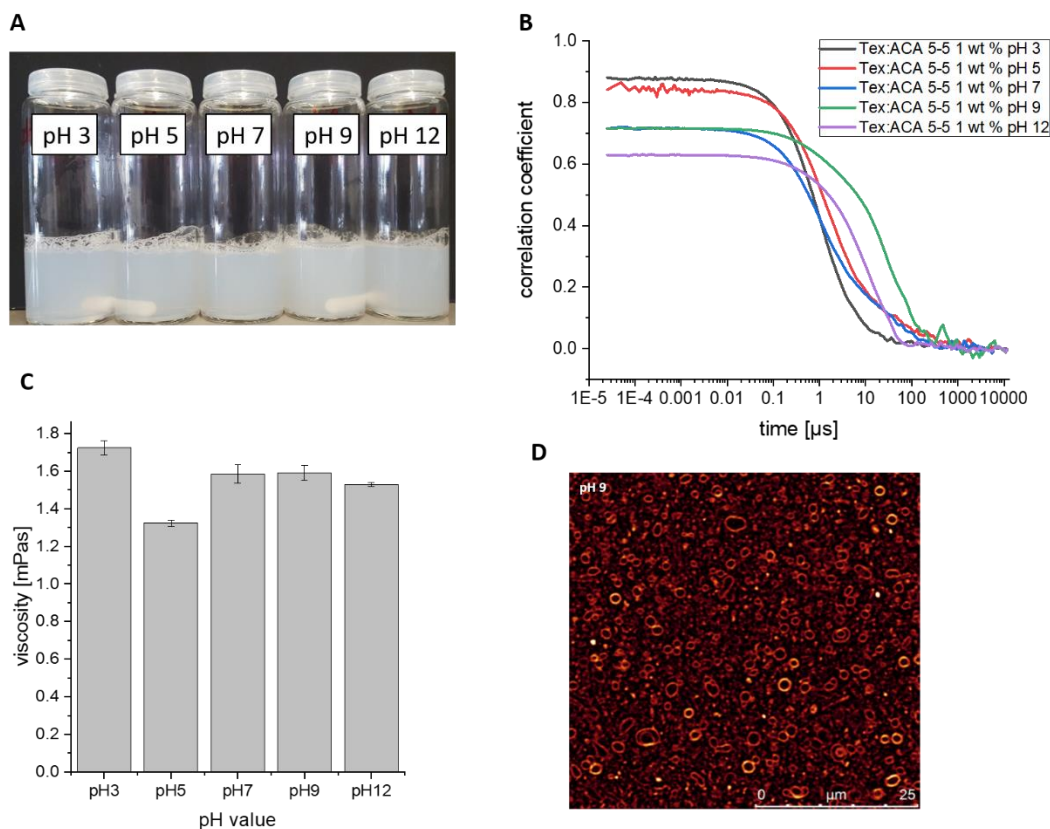 A
pH 3
pH 5
pH 7
pH 9
pH 12
B
Tex:ACA 5-5 1 wt % pH 3
Tex:ACA 5-5 1 wt % pH 5
Tex:ACA 5-5 1 wt % pH 7
Tex:ACA 5-5 1 wt % pH 9
Tex:ACA 5-5 1 wt % pH 12
1.0
0.8
0.6
0.4
0.2
0.0
correlation coefficient
1E-5 1E-4 0.001 0.01 0.1 1 10 100 1000 10000
time [µs]
C
1.8
1.6
1.4
1.2
1.0
0.8
0.6
0.4
0.2
0.0
viscosity [mPas]
pH3 pH5 pH7 pH9 pH12
pH value
D
pH 9
0 µm 25